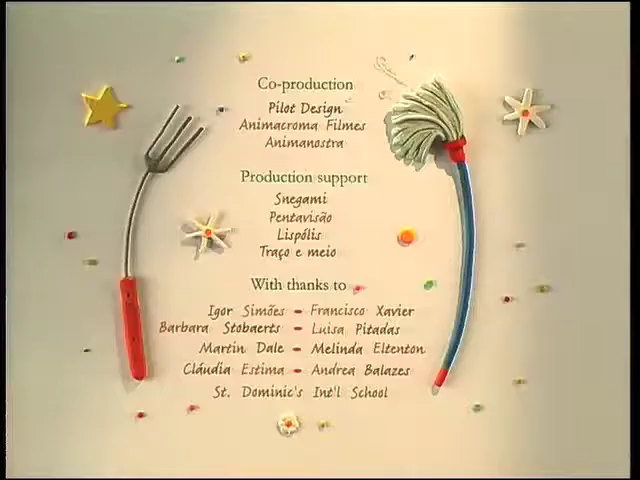 Co-production
Pilot Design
Animacroma Filmes
Animanostra
Production support
Snegami
Pentavisão
Lispólis
Traço e meio
With thanks to
Igor Simões - Francisco Xavier
Barbara Stobaerts - Luisa Pitadas
Martin Dale - Melinda Eltenton
Cláudia Estima - Andrea Balazes
St. Dominic's Int'l School